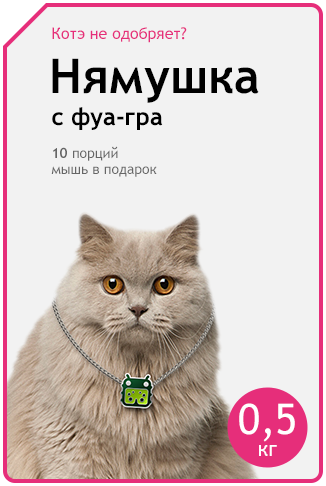 Котэ не одобряет?
Нямушка
с фуа-гра
10 порций
мышь в подарок
0,5
кг